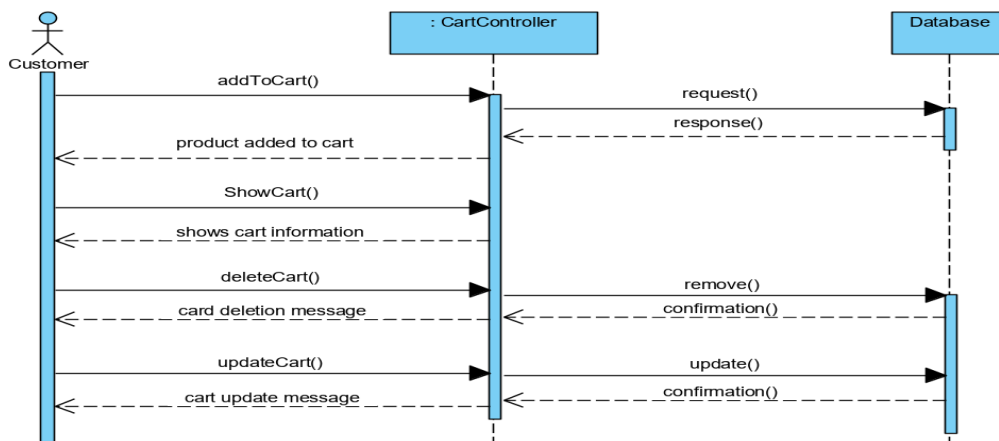 : CartController
Database
Customer
addToCart()
request()
response()
product added to cart
ShowCart()
shows cart information
deleteCart()
remove()
card deletion message
confirmation()
updateCart()
update()
cart update message
confirmation()